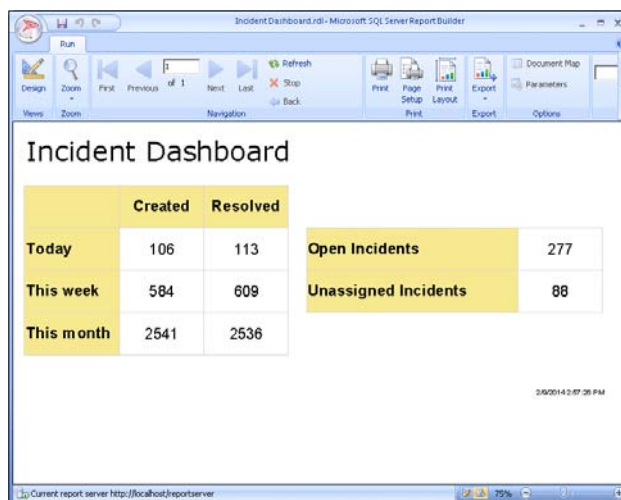 Incident Dashboard.rdl - Microsoft SQL Server Report Builder
Run
Design
Zoom
First
Previous
1
of 1
Next
Last
Refresh
Stop
Back
Print
Page Setup
Print Layout
Export
Document Map
Parameters
Views
Zoom
Navigation
Print
Export
Options
Incident Dashboard
Created Resolved
Today 106 113
This week 584 609
This month 2541 2536
Open Incidents 277
Unassigned Incidents 88
2/9/2014 2:57:28 PM
Current report server http://localhost/reportserver
75%